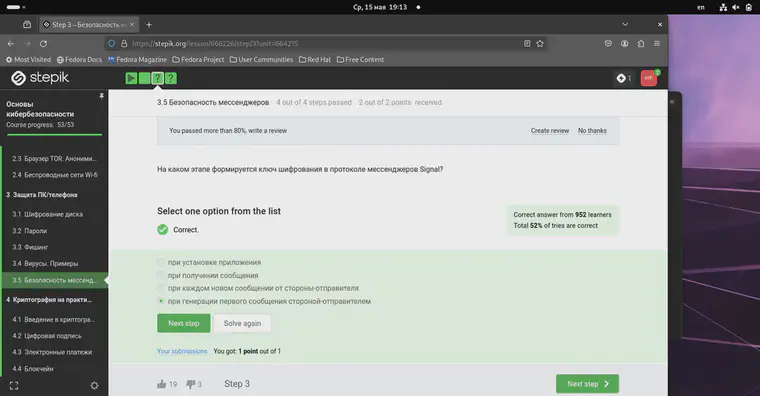 Ср, 15 мая 19:13
en
Step 3 – Безопасность ме
https://stepik.org/lesson/666226/step/3?unit=664215
Most Visited Fedora Docs Fedora Magazine Fedora Project User Communities Red Hat Free Content
stepik
1
Основы
кибербезопасности
Course progress: 53/53
2.3 Браузер TOR. Аноними...
2.4 Беспроводные сети Wi-fi
3 Защита ПК/телефона
3.1 Шифрование диска
3.2 Пароли
3.3 Фишинг
3.4 Вирусы. Примеры
3.5 Безопасность мессенд...
4 Криптография на практи...
4.1 Введение в криптогра...
4.2 Цифровая подпись
4.3 Электронные платежи
4.4 Блокчейн
3.5 Безопасность мессенджеров 4 out of 4 steps passed 2 out of 2 points received
You passed more than 80%, write a review Create review No thanks
На каком этапе формируется ключ шифрования в протоколе мессенджеров Signal?
Select one option from the list
Correct.
Correct answer from 952 learners
Total 52% of tries are correct
при установке приложения
при получении сообщения
при каждом новом сообщении от стороны-отправителя
при генерации первого сообщения стороной-отправителем
Next step Solve again
Your submissions You got: 1 point out of 1
19 3 Step 3 Next step